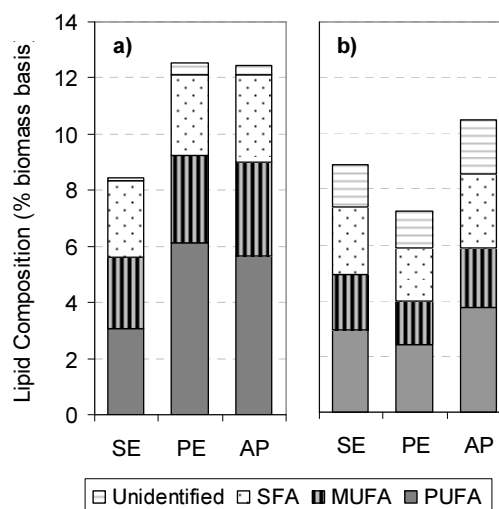 Lipid Composition (% biomass basis)
14
12
10
8
6
4
2
0
a)
b)
SE PE AP
SE PE AP
Unidentified SFA MUFA PUFA